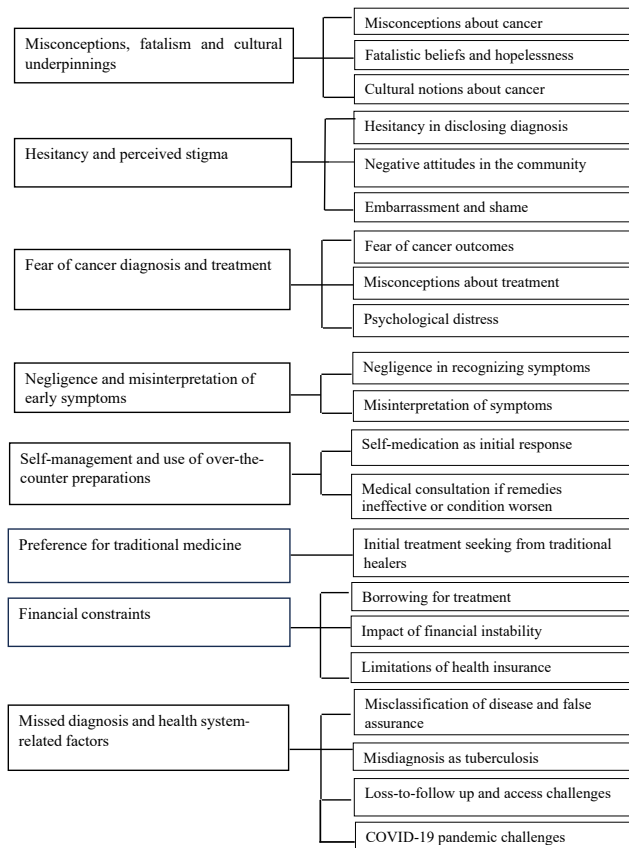 Misconceptions, fatalism and cultural
underpinnings
Misconceptions about cancer
Fatalistic beliefs and hopelessness
Cultural notions about cancer
Hesitancy and perceived stigma
Hesitancy in disclosing diagnosis
Negative attitudes in the community
Embarrassment and shame
Fear of cancer diagnosis and treatment
Fear of cancer outcomes
Misconceptions about treatment
Psychological distress
Negligence and misinterpretation of
early symptoms
Negligence in recognizing symptoms
Misinterpretation of symptoms
Self-management and use of over-the-
counter preparations
Self-medication as initial response
Medical consultation if remedies
ineffective or condition worsen
Preference for traditional medicine
Initial treatment seeking from traditional
healers
Financial constraints
Borrowing for treatment
Impact of financial instability
Limitations of health insurance
Missed diagnosis and health system-
related factors
Misclassification of disease and false
assurance
Misdiagnosis as tuberculosis
Loss-to-follow up and access challenges
COVID-19 pandemic challenges